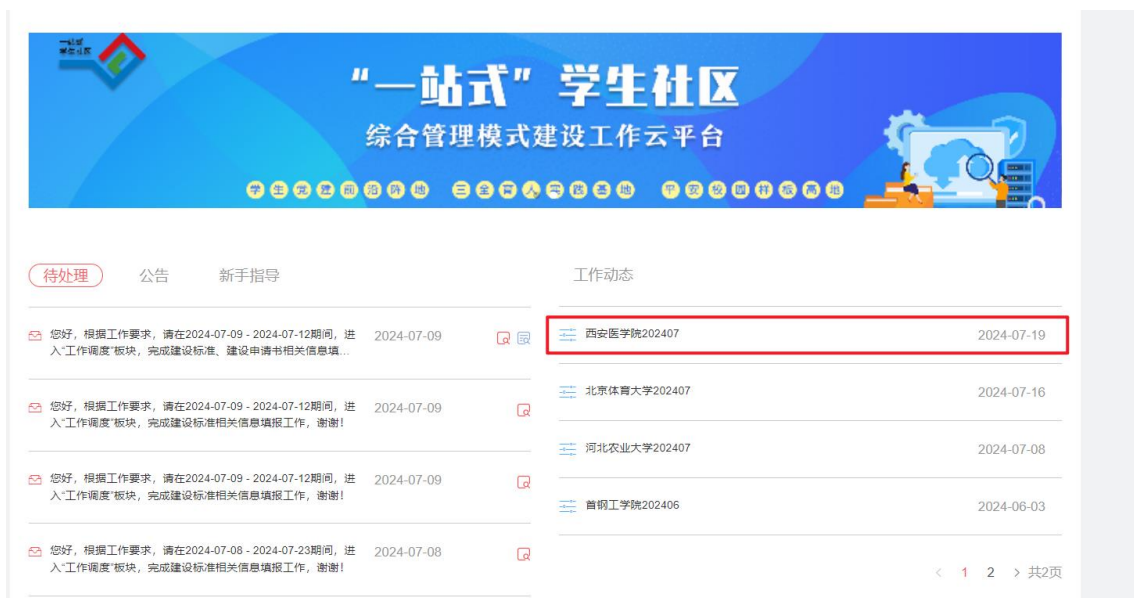 一站式
学生社区
“一站式”学生社区
综合管理模式建设工作云平台
学生党建前沿阵地 三全育人实践基地 平安校园样板高地
待处理 公告 新手指导
您好，根据工作要求，请在2024-07-09 - 2024-07-12期间，进
入“工作调度”板块，完成建设标准、建设申请书相关信息填...
2024-07-09
您好，根据工作要求，请在2024-07-09 - 2024-07-12期间，进
入“工作调度”板块，完成建设标准相关信息填报工作，谢谢！
2024-07-09
您好，根据工作要求，请在2024-07-09 - 2024-07-12期间，进
入“工作调度”板块，完成建设标准相关信息填报工作，谢谢！
2024-07-09
您好，根据工作要求，请在2024-07-08 - 2024-07-23期间，进
入“工作调度”板块，完成建设标准相关信息填报工作，谢谢！
2024-07-08
工作动态
西安医学院202407 2024-07-19
北京体育大学202407 2024-07-16
河北农业大学202407 2024-07-08
首钢工学院202406 2024-06-03
< 1 2 > 共2页